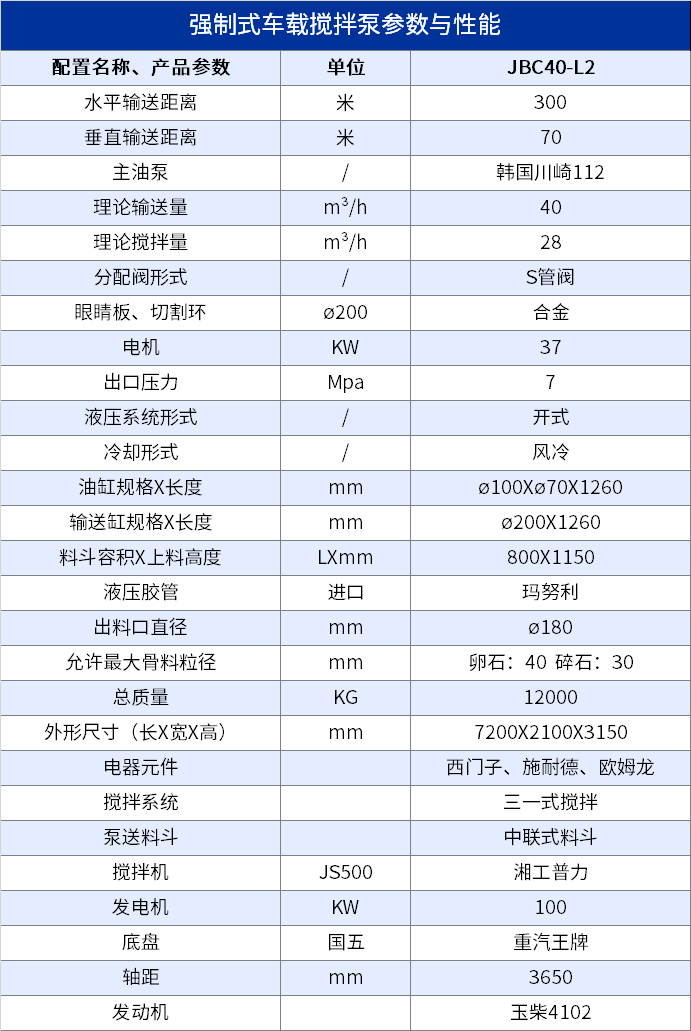 强制式车载搅拌泵参数与性能
配置名称、产品参数 单位 JBC40-L2
水平输送距离 米 300
垂直输送距离 米 70
主油泵 / 韩国川崎112
理论输送量 m³/h 40
理论搅拌量 m³/h 28
分配阀形式 / S管阀
眼睛板、切割环 ø200 合金
电机 KW 37
出口压力 Mpa 7
液压系统形式 / 开式
冷却形式 / 风冷
油缸规格X长度 mm ø100Xø70X1260
输送缸规格X长度 mm ø200X1260
料斗容积X上料高度 LXmm 800X1150
液压胶管 进口 玛努利
出料口直径 mm ø180
允许最大骨料粒径 mm 卵石：40 碎石：30
总质量 KG 12000
外形尺寸（长X宽X高） mm 7200X2100X3150
电器元件 西门子、施耐德、欧姆龙
搅拌系统 三一式搅拌
泵送料斗 中联式料斗
搅拌机 JS500 湘工普力
发电机 KW 100
底盘 国五 重汽王牌
轴距 mm 3650
发动机 玉柴4102